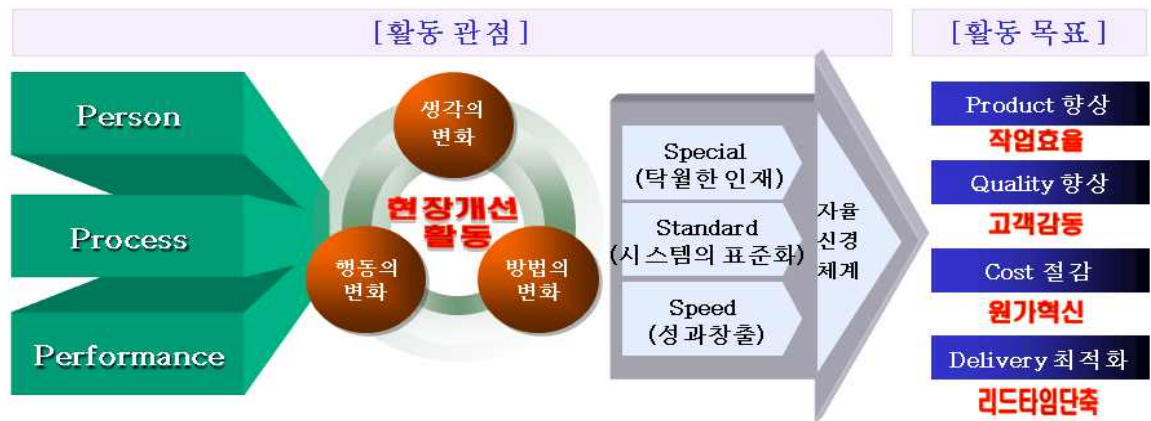 [활동 관점]
[활동 목표]
Person
Process
Performance
생각의
변화
현장개선
활동
행동의
변화
방법의
변화
Special
(탁월한 인재)
Standard
(시스템의 표준화)
Speed
(성과창출)
자율
신경
체계
Product 향상
작업효율
Quality 향상
고객감동
Cost 절감
원가혁신
Delivery 최적화
리드타임단축